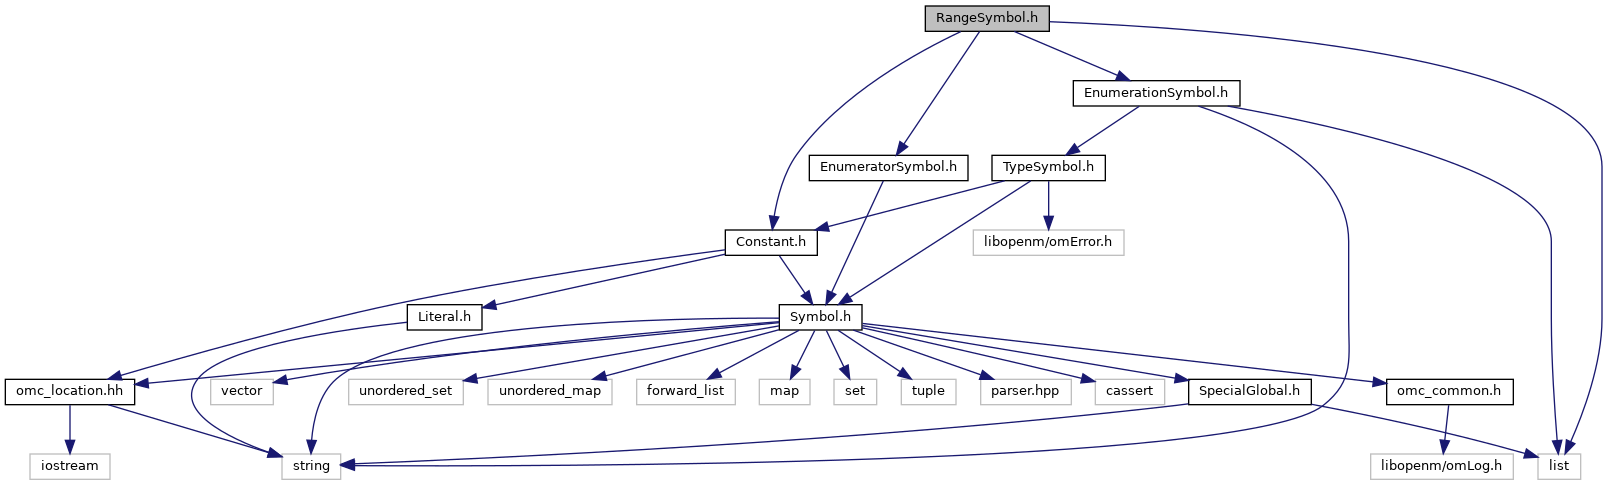 RangeSymbol.h
EnumerationSymbol.h
EnumeratorSymbol.h
TypeSymbol.h
Constant.h
libopenm/omError.h
Literal.h
Symbol.h
omc_location.hh
vector
unordered_set
unordered_map
forward_list
map
set
tuple
parser.hpp
cassert
SpecialGlobal.h
omc_common.h
iostream
string
libopenm/omLog.h
list